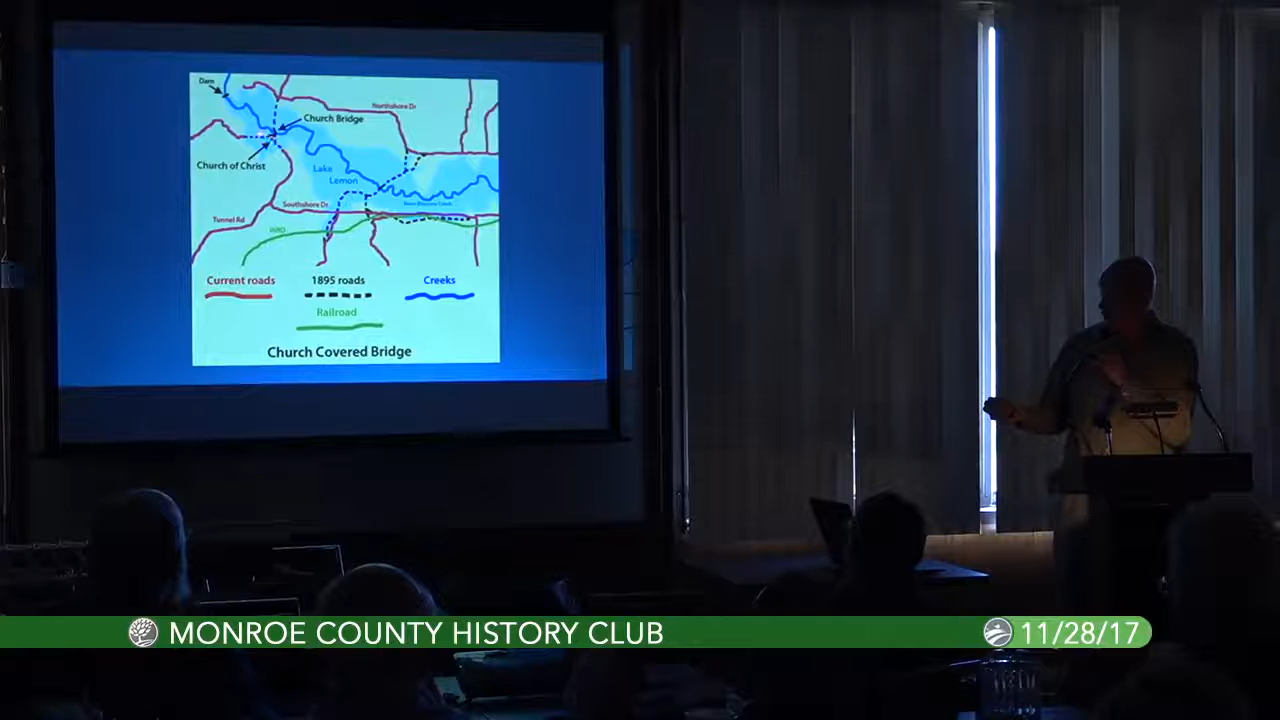 Dam
Northshore Dr
Church Bridge
Church of Christ
Lake
Lemon
Southshore Dr
Tunnel Rd
Current roads
1895 roads
Creeks
Railroad
Church Covered Bridge
MONROE COUNTY HISTORY CLUB
11/28/17